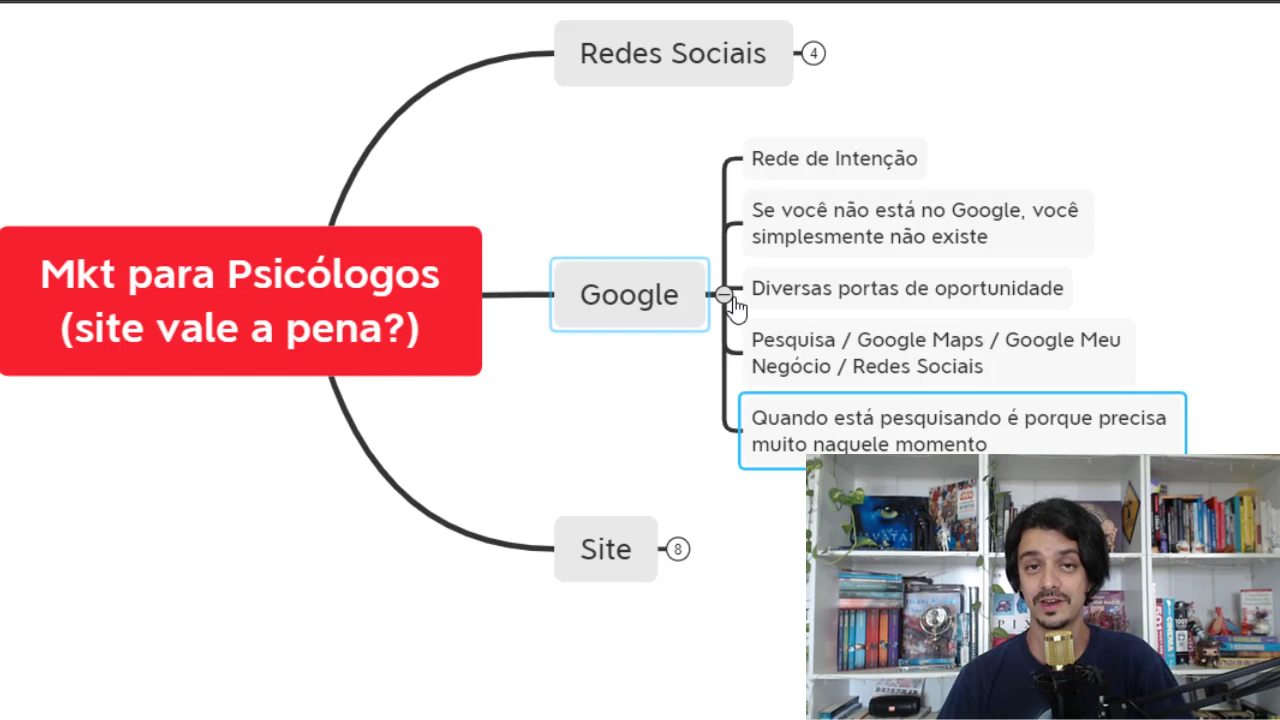 Redes Sociais
4
Rede de Intenção
Se você não está no Google, você
simplesmente não existe
Mkt para Psicólogos
(site vale a pena?)
Google
Diversas portas de oportunidade
Pesquisa / Google Maps / Google Meu
Negócio / Redes Sociais
Quando está pesquisando é porque precisa
muito naquele momento
Site
8